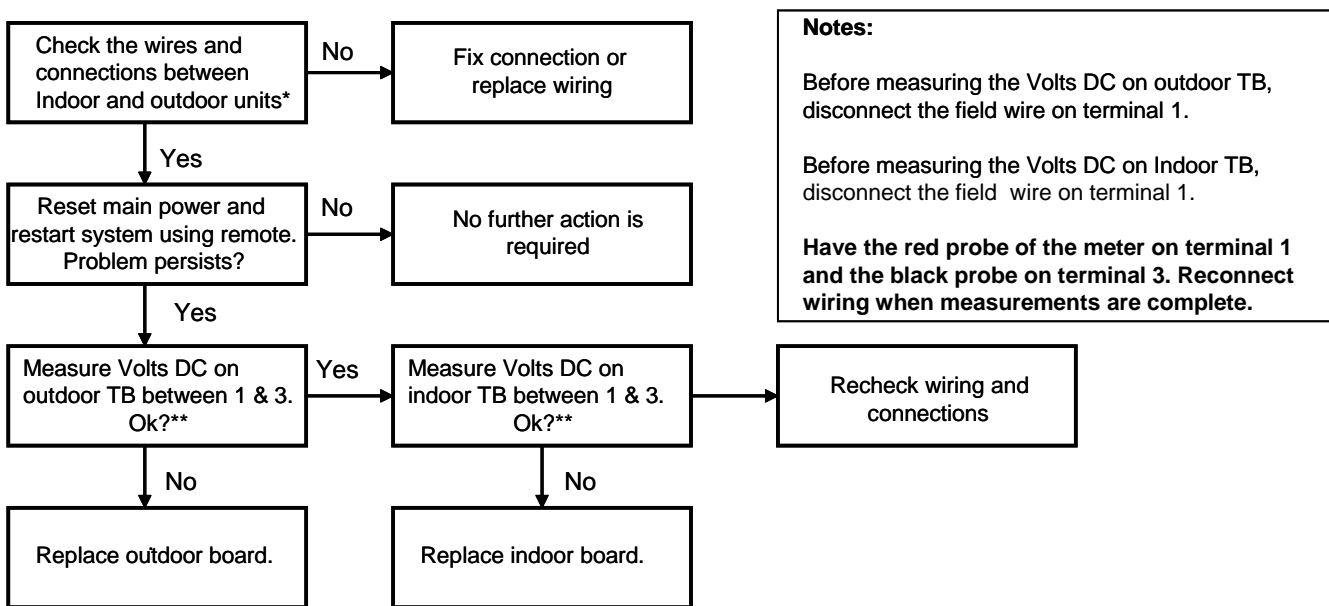 Check the wires and
connections between
Indoor and outdoor units*
No
Fix connection or
replace wiring
Yes
Reset main power and
restart system using remote.
Problem persists?
No
No further action is
required
Yes
Measure Volts DC on
outdoor TB between 1 & 3.
Ok?**
Yes
Measure Volts DC on
indoor TB between 1 & 3.
Ok?**
Recheck wiring and
connections
No
No
Replace outdoor board.
Replace indoor board.
Notes:
Before measuring the Volts DC on outdoor TB,
disconnect the field wire on terminal 1.
Before measuring the Volts DC on Indoor TB,
disconnect the field wire on terminal 1.
Have the red probe of the meter on terminal 1
and the black probe on terminal 3. Reconnect
wiring when measurements are complete.